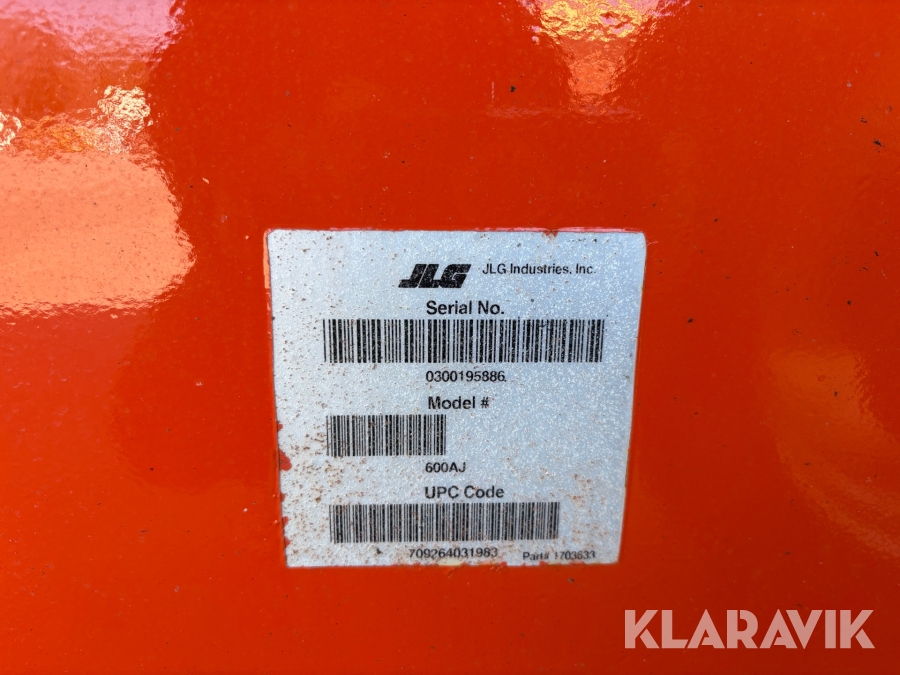 JLG JLG Industries, Inc.
Serial No.
0300195886
Model #
600AJ
UPC Code
709264031983 Part# 1703633
KLARAVIK